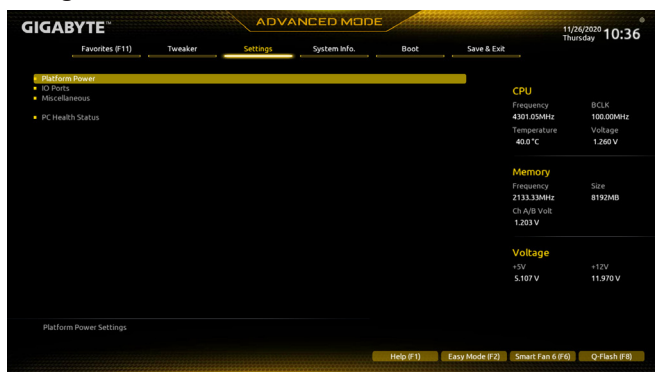 GIGABYTE™
ADVANCED MODE
11/26/2020 Thursday 10:36
Favorites (F11) Tweaker Settings System Info. Boot Save & Exit
Platform Power
IO Ports
Miscellaneous
PC Health Status
CPU
Frequency BCLK
4301.05MHz 100.00MHz
Temperature Voltage
40.0 °C 1.260 V
Memory
Frequency Size
2133.33MHz 8192MB
Ch A/B Volt
1.203 V
Voltage
+5V +12V
5.107 V 11.970 V
Platform Power Settings
Help (F1) Easy Mode (F2) Smart Fan 6 (F6) Q-Flash (F8)